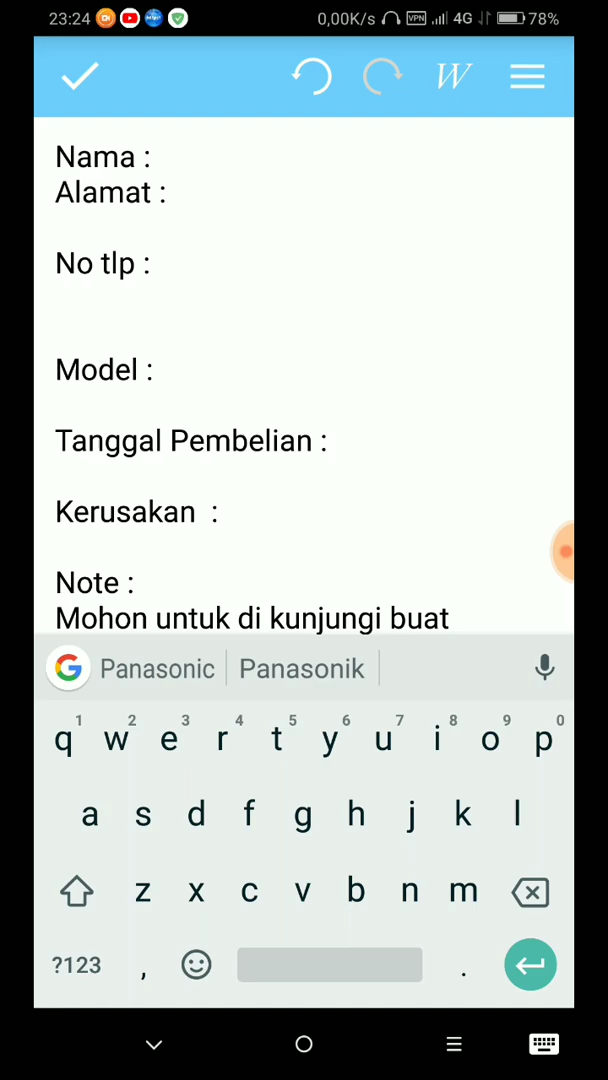 23:24 0,00K/s VPN 4G 78%
W
Nama :
Alamat :
No tlp :
Model :
Tanggal Pembelian :
Kerusakan :
Note :
Mohon untuk di kunjungi buat
G Panasonic Panasonik
1 2 3 4 5 6 7 8 9 0
q w e r t y u i o p
a s d f g h j k l
z x c v b n m
?123 , .